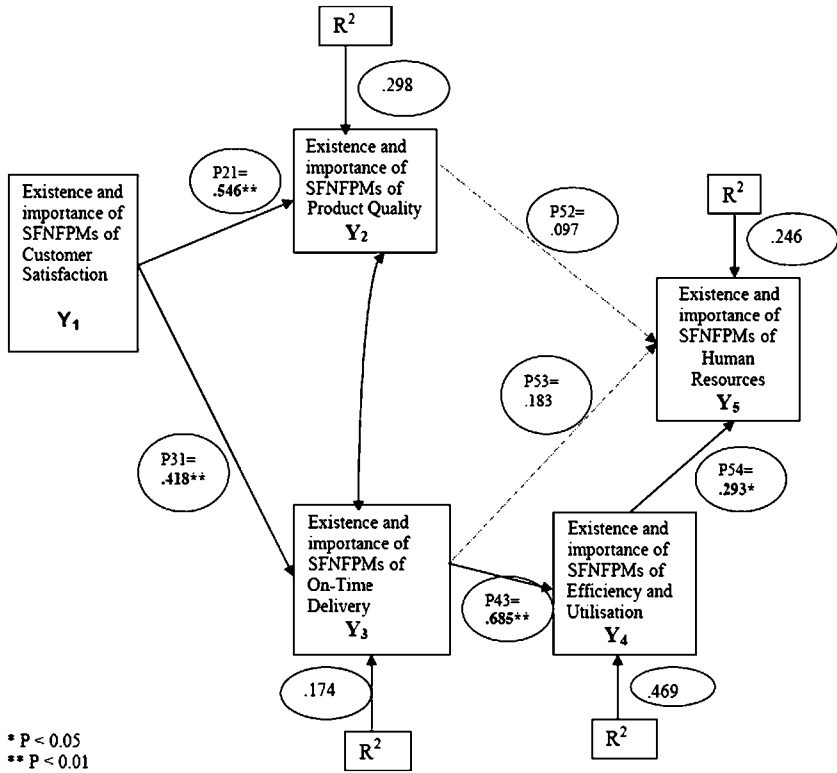 R²
.298
Existence and
importance of
SFNFPMs of
Product Quality
Y₂
P21=
.546**
Existence and
importance of
SFNFPMs of
Customer
Satisfaction
Y₁
P52=
.097
R²
.246
Existence and
importance of
SFNFPMs of
Human
Resources
Y₅
P53=
.183
P31=
.418**
P54=
.293*
Existence and
importance of
SFNFPMs of
On-Time
Delivery
Y₃
P43=
.685**
Existence and
importance of
SFNFPMs of
Efficiency and
Utilisation
Y₄
.174
R²
.469
R²
* P < 0.05
** P < 0.01